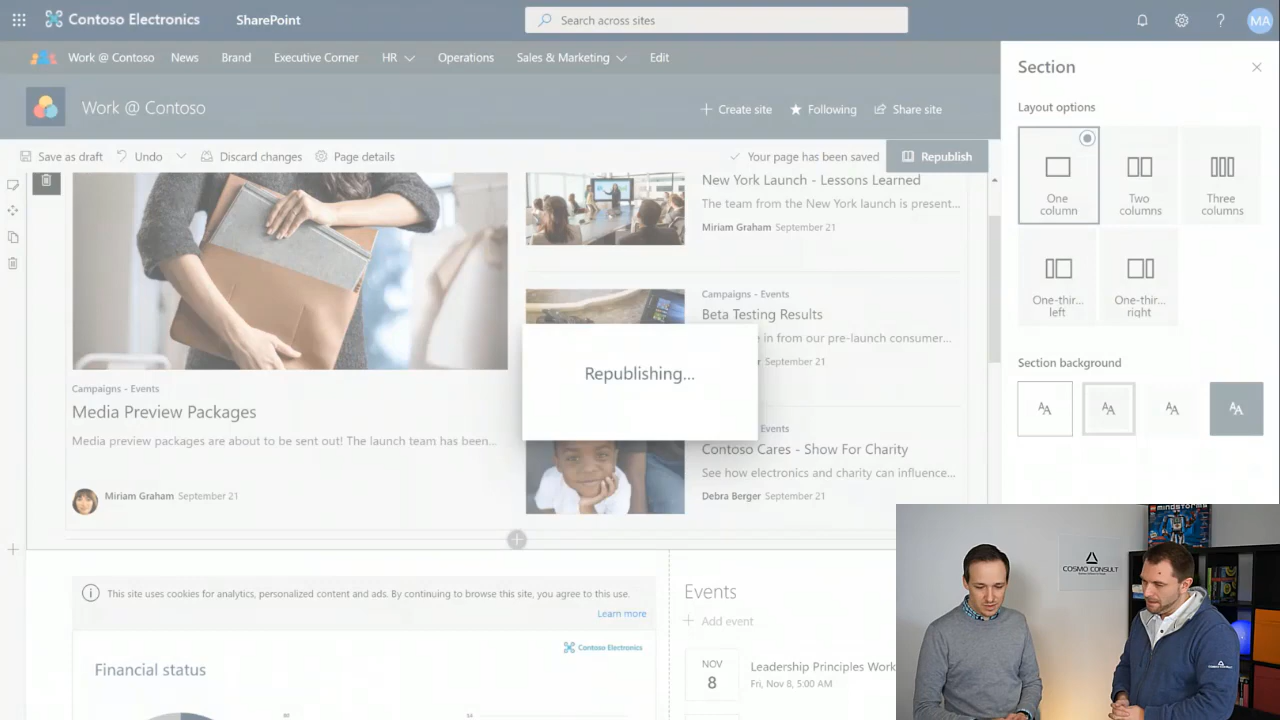 Contoso Electronics
SharePoint
Search across sites
MA
Work @ Contoso
News
Brand
Executive Corner
HR
Operations
Sales & Marketing
Edit
Work @ Contoso
Create site
Following
Share site
Save as draft
Undo
Discard changes
Page details
Your page has been saved
Republish
Campaigns - Events
Media Preview Packages
Media preview packages are about to be sent out! The launch team has been...
Miriam Graham September 21
New York Launch - Lessons Learned
The team from the New York launch is present...
Miriam Graham September 21
Campaigns - Events
Beta Testing Results
in from our pre-launch consumer...
September 21
Events
Contoso Cares - Show For Charity
See how electronics and charity can influence...
Debra Berger September 21
Republishing...
This site uses cookies for analytics, personalized content and ads. By continuing to browse this site, you agree to this use.
Learn more
Contoso Electronics
Financial status
Events
Add event
NOV
8
Leadership Principles Work
Fri, Nov 8, 5:00 AM
Section
Layout options
One
column
Two
columns
Three
columns
One-thir...
left
One-thir...
right
Section background
AA
AA
AA
AA
COSMO CONSULT
MINDSTORMS